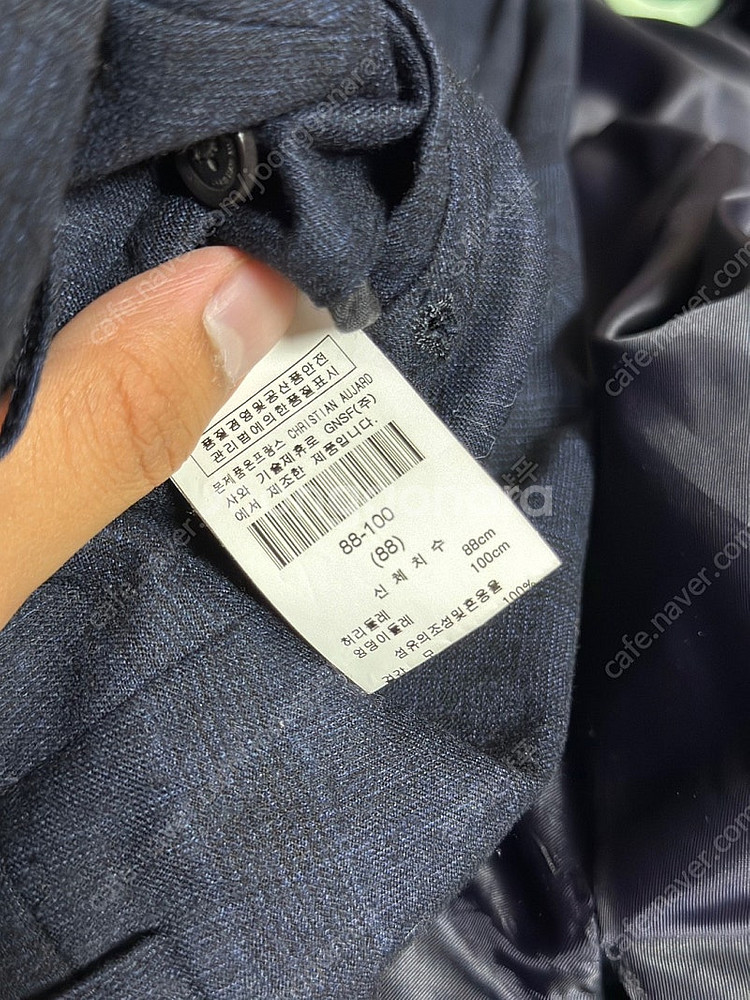 품질경영및공산품안전
관리법에의한품질표시
본제품은프랑스 CHRISTIAN AUJARD
사와 기술제휴로 GNSF(주)
에서 제조한 제품입니다.
88-100
(88)
신 체 치 수
허리둘레 88cm
엉덩이둘레 100cm
섬유의조성및혼용율
겉감 모 100%
cafe.naver.com/joonggonara